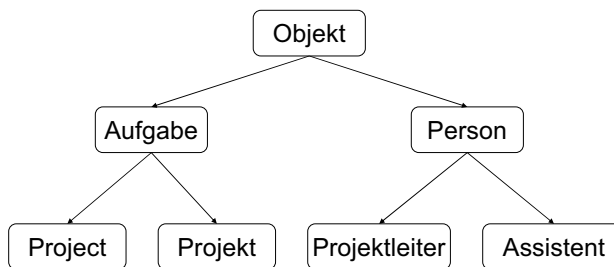 Objekt
Aufgabe
Person
Project
Projekt
Projektleiter
Assistent